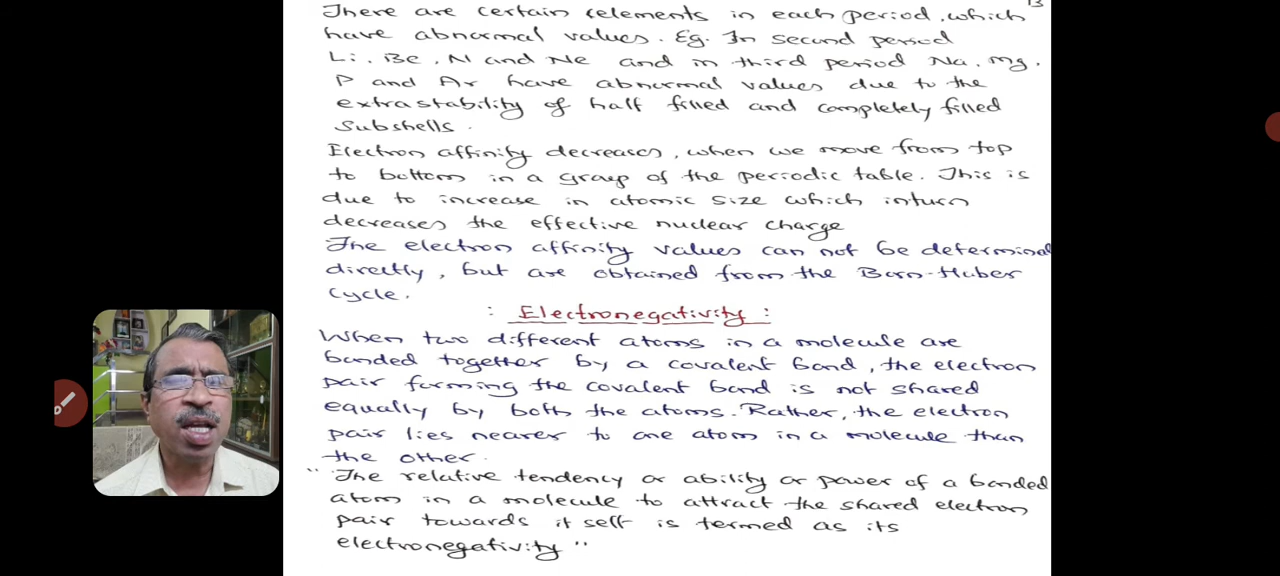 13
There are certain elements in each period, which
have abnormal values. Eg. In second period
Li, Be, N and Ne and in third period Na, Mg,
P and Ar have abnormal values due to the
extrastability of half filled and completely filled
subshells.
Electron affinity decreases, when we move from top
to bottom in a group of the periodic table. This is
due to increase in atomic size which inturn
decreases the effective nuclear charge
The electron affinity values can not be determined
directly, but are obtained from the Born-Haber
cycle.
: Electronegativity :
When two different atoms in a molecule are
bonded together by a covalent bond, the electron
pair forming the covalent bond is not shared
equally by both the atoms. Rather, the electron
pair lies nearer to one atom in a molecule than
the other.
" The relative tendency or ability or power of a bonded
atom in a molecule to attract the shared electron
pair towards it self is termed as its
electronegativity "